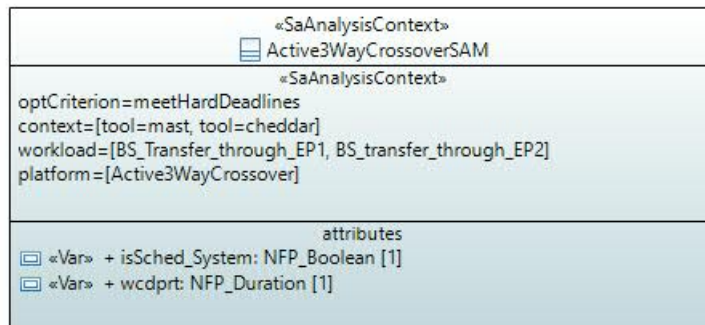 «SaAnalysisContext»
Active3WayCrossoverSAM
«SaAnalysisContext»
optCriterion=meetHardDeadlines
context=[tool=mast, tool=cheddar]
workload=[BS_Transfer_through_EP1, BS_transfer_through_EP2]
platform=[Active3WayCrossover]
attributes
«Var» + isSched_System: NFP_Boolean [1]
«Var» + wcdprt: NFP_Duration [1]